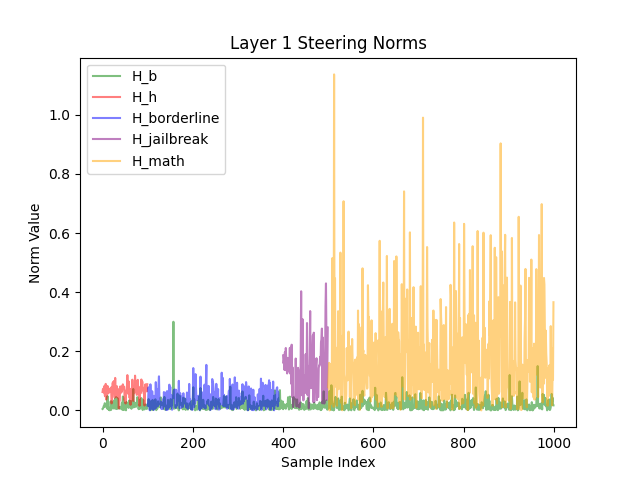 Layer 1 Steering Norms
H_b
H_h
H_borderline
H_jailbreak
H_math
Norm Value
1.0
0.8
0.6
0.4
0.2
0.0
0
200
400
600
800
1000
Sample Index